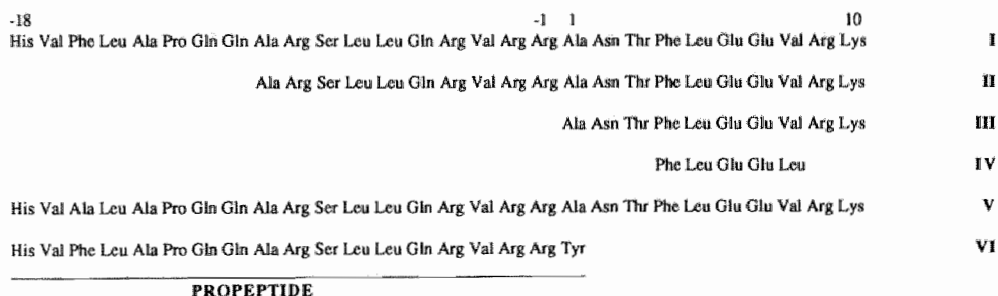 -18 -1 1 10
His Val Phe Leu Ala Pro Gln Gln Ala Arg Ser Leu Leu Gln Arg Val Arg Arg Ala Asn Thr Phe Leu Glu Glu Val Arg Lys I
Ala Arg Ser Leu Leu Gln Arg Val Arg Arg Ala Asn Thr Phe Leu Glu Glu Val Arg Lys II
Ala Asn Thr Phe Leu Glu Glu Val Arg Lys III
Phe Leu Glu Glu Leu IV
His Val Ala Leu Ala Pro Gln Gln Ala Arg Ser Leu Leu Gln Arg Val Arg Arg Ala Asn Thr Phe Leu Glu Glu Val Arg Lys V
His Val Phe Leu Ala Pro Gln Gln Ala Arg Ser Leu Leu Gln Arg Val Arg Arg Tyr VI
PROPEPTIDE